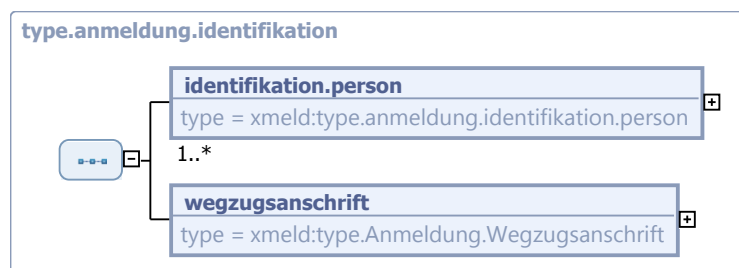 type.anmeldung.identifikation
identifikation.person
type = xmeld:type.anmeldung.identifikation.person
1..*
wegzugsanschrift
type = xmeld:type.Anmeldung.Wegzugsanschrift